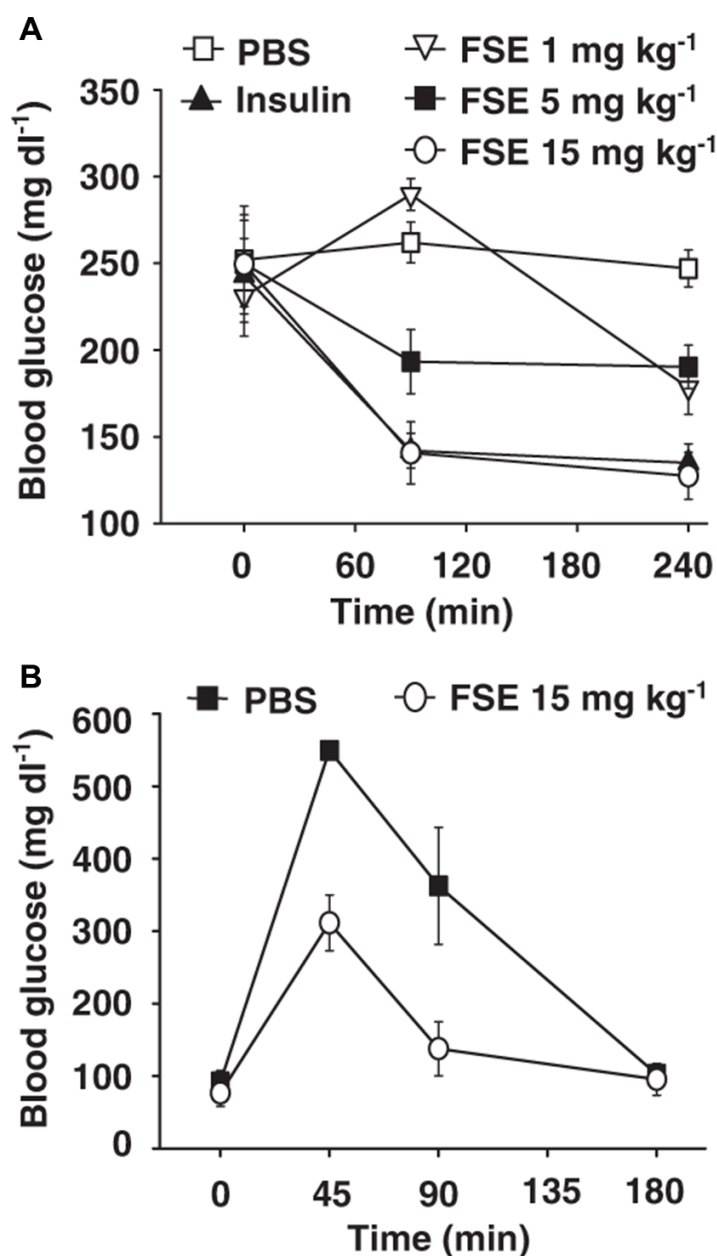 A
PBS
FSE 1 mg kg⁻¹
Insulin
FSE 5 mg kg⁻¹
FSE 15 mg kg⁻¹
Blood glucose (mg dl⁻¹)
350
300
250
200
150
100
0 60 120 180 240
Time (min)
B
PBS
FSE 15 mg kg⁻¹
Blood glucose (mg dl⁻¹)
600
500
400
300
200
100
0
0 45 90 135 180
Time (min)